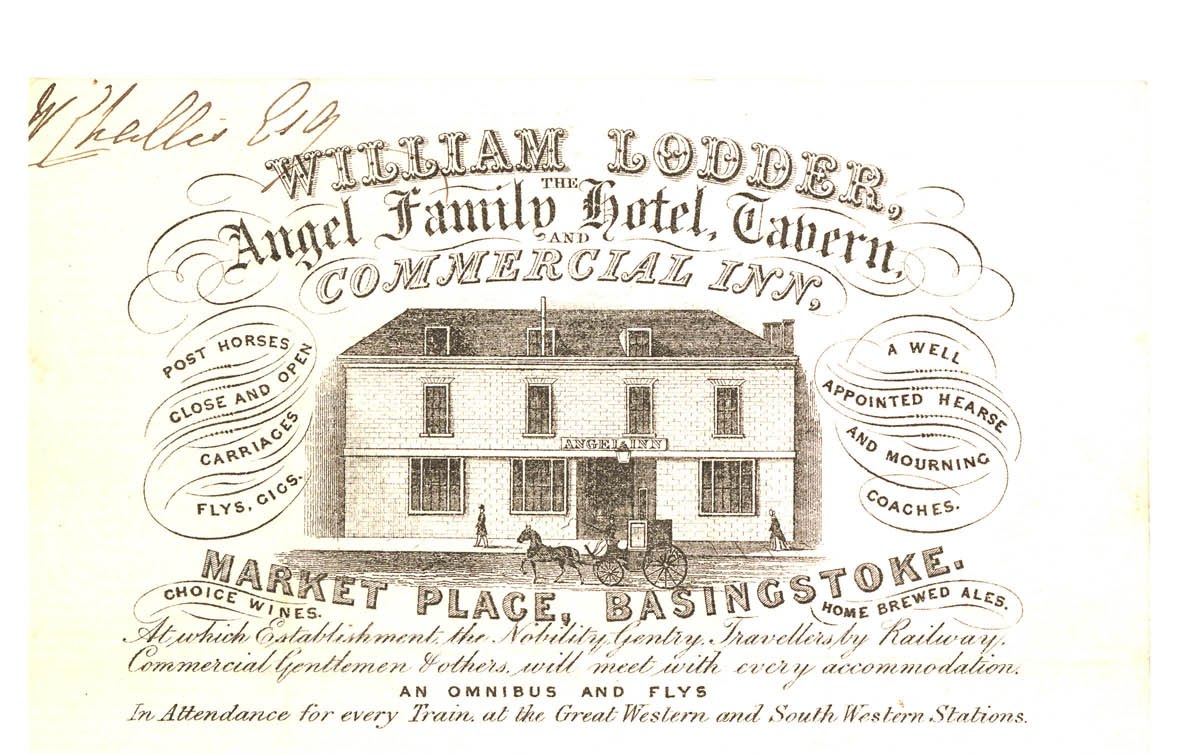 W Challis Esq
WILLIAM LODDER,
THE
Angel Family Hotel, Tavern,
AND
COMMERCIAL INN,
POST HORSES
CLOSE AND OPEN
CARRIAGES
FLYS, GIGS.
A WELL
APPOINTED HEARSE
AND MOURNING
COACHES.
ANGEL INN
MARKET PLACE, BASINGSTOKE.
CHOICE WINES.
HOME BREWED ALES.
At which Establishment, the Nobility, Gentry, Travellers by Railway,
Commercial Gentlemen & others, will meet with every accommodation.
AN OMNIBUS AND FLYS
In Attendance for every Train, at the Great Western and South Western Stations.